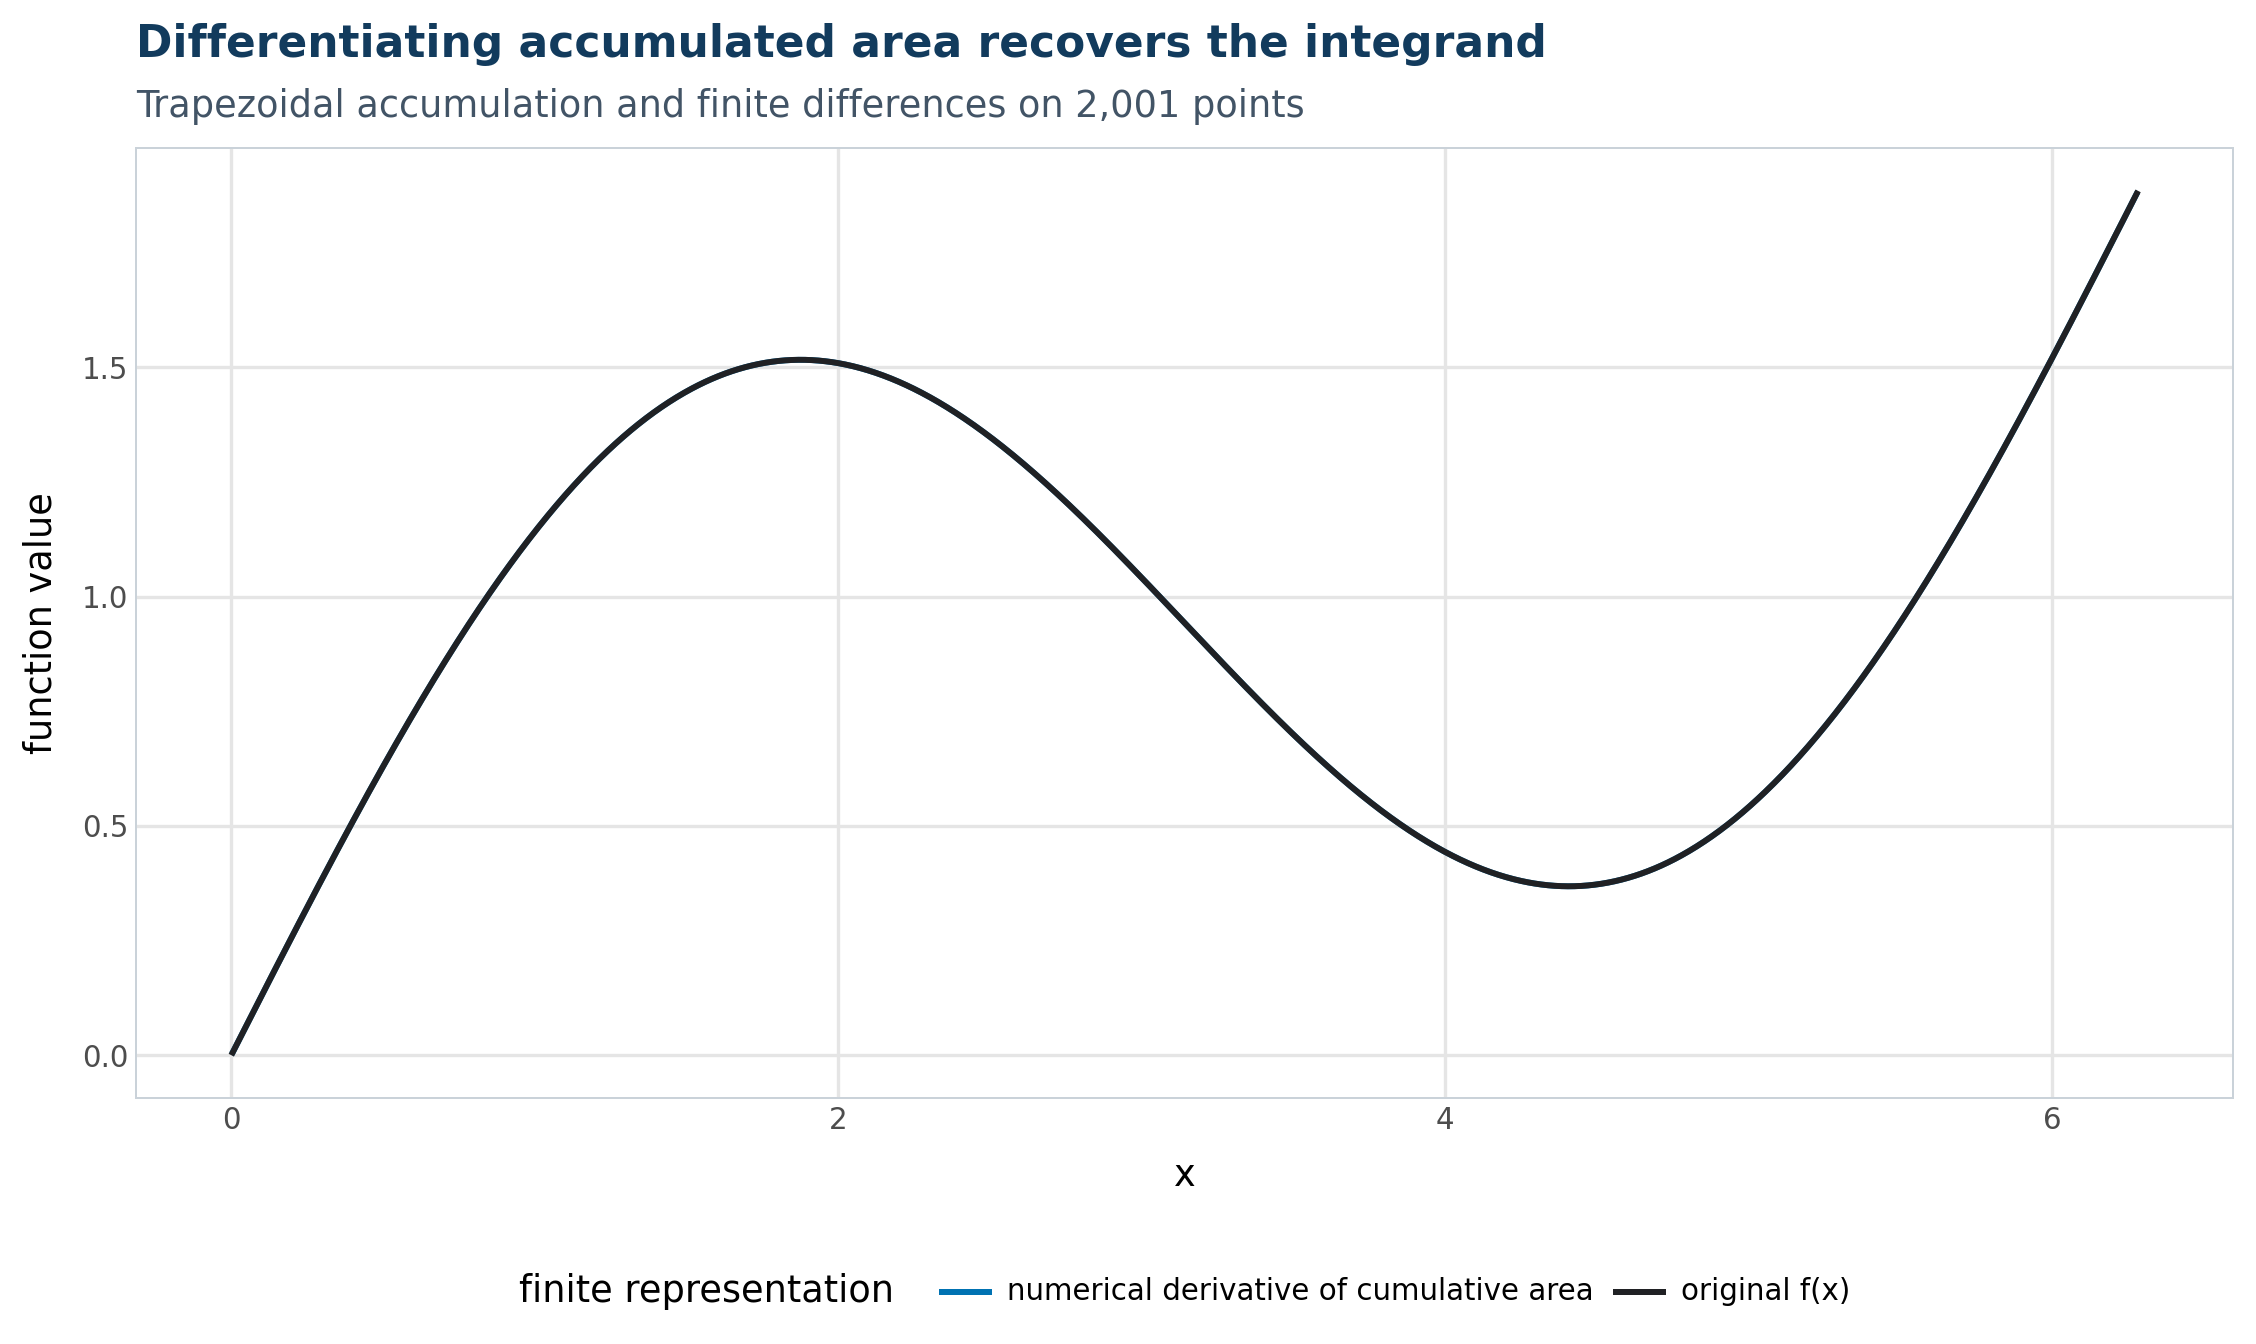 Differentiating accumulated area recovers the integrand
Trapezoidal accumulation and finite differences on 2,001 points
function value
1.5
1.0
0.5
0.0
0 2 4 6
x
finite representation numerical derivative of cumulative area original f(x)